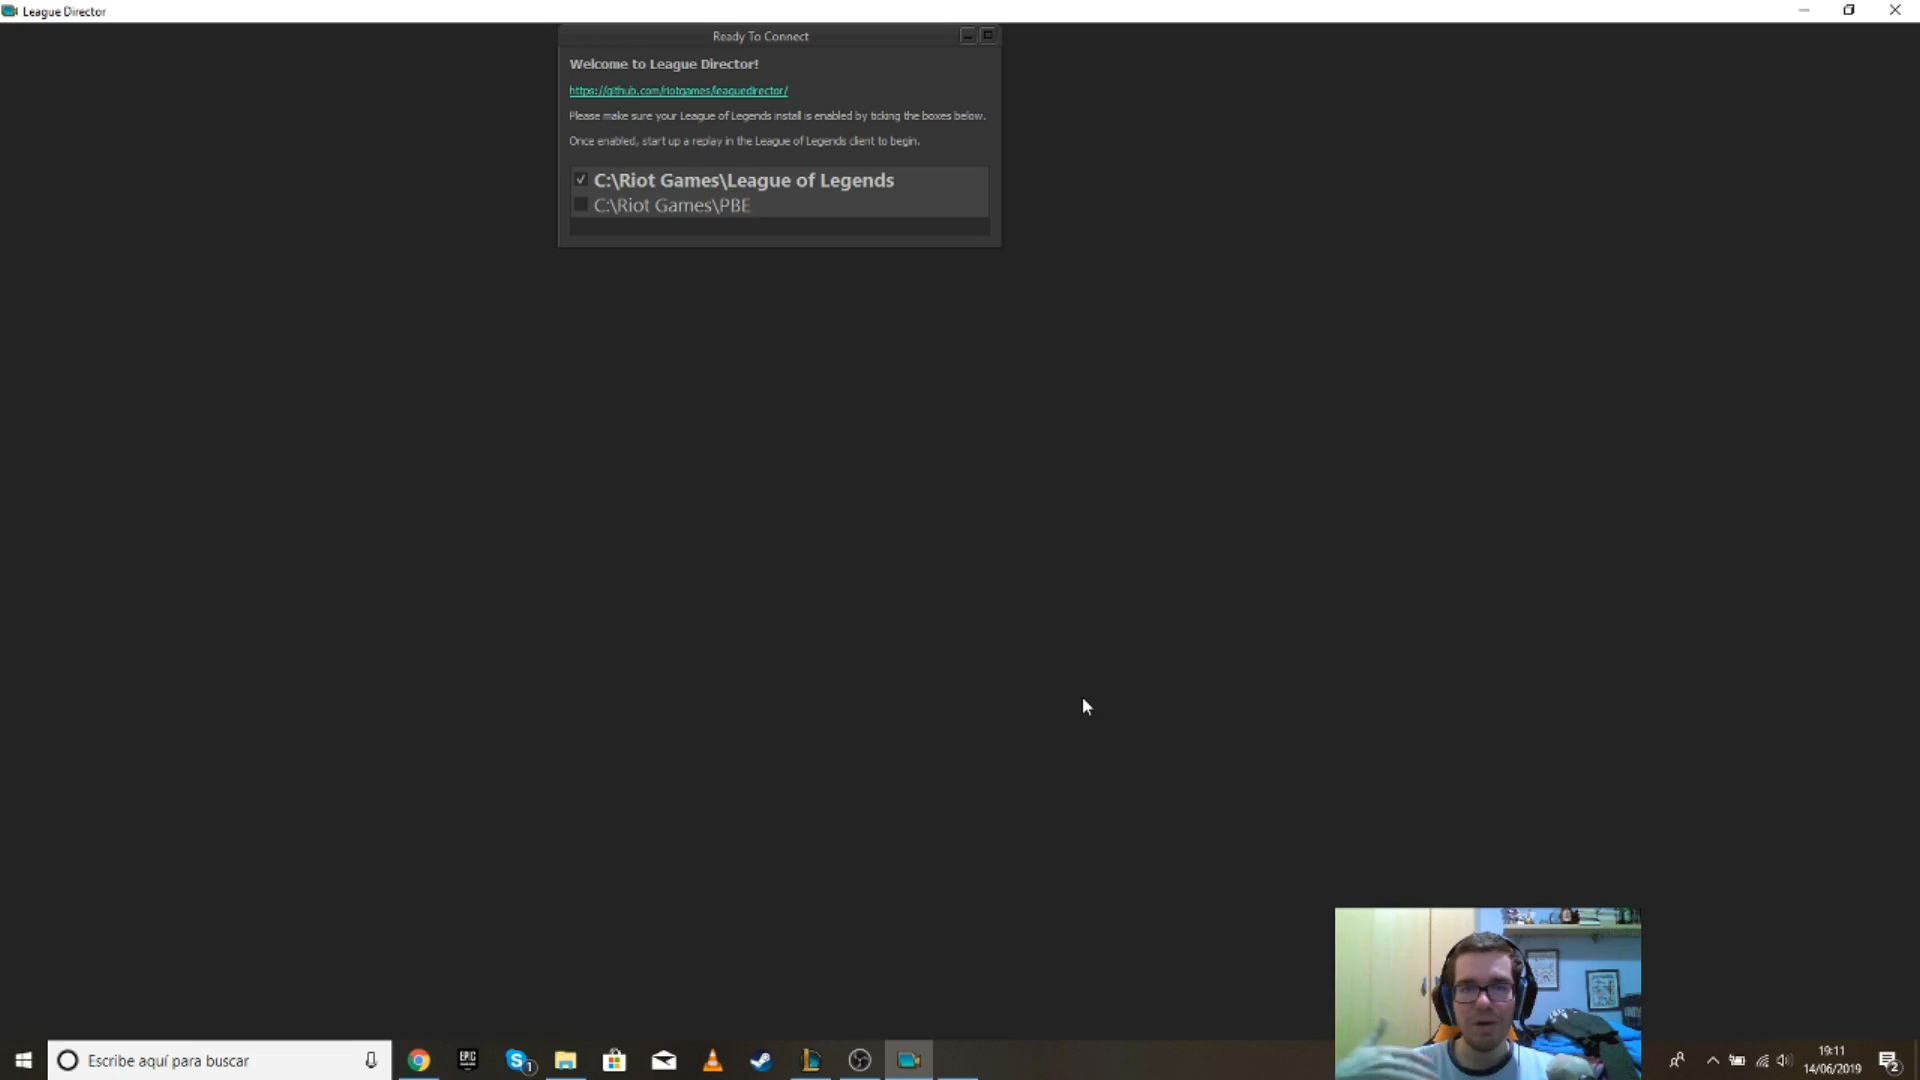 League Director
Ready To Connect
Welcome to League Director!
https://github.com/riotgames/leaguedirector/
Please make sure your League of Legends install is enabled by ticking the boxes below.
Once enabled, start up a replay in the League of Legends client to begin.
C:\Riot Games\League of Legends
C:\Riot Games\PBE
Escribe aquí para buscar
EPIC
1
19:11
14/06/2019
2